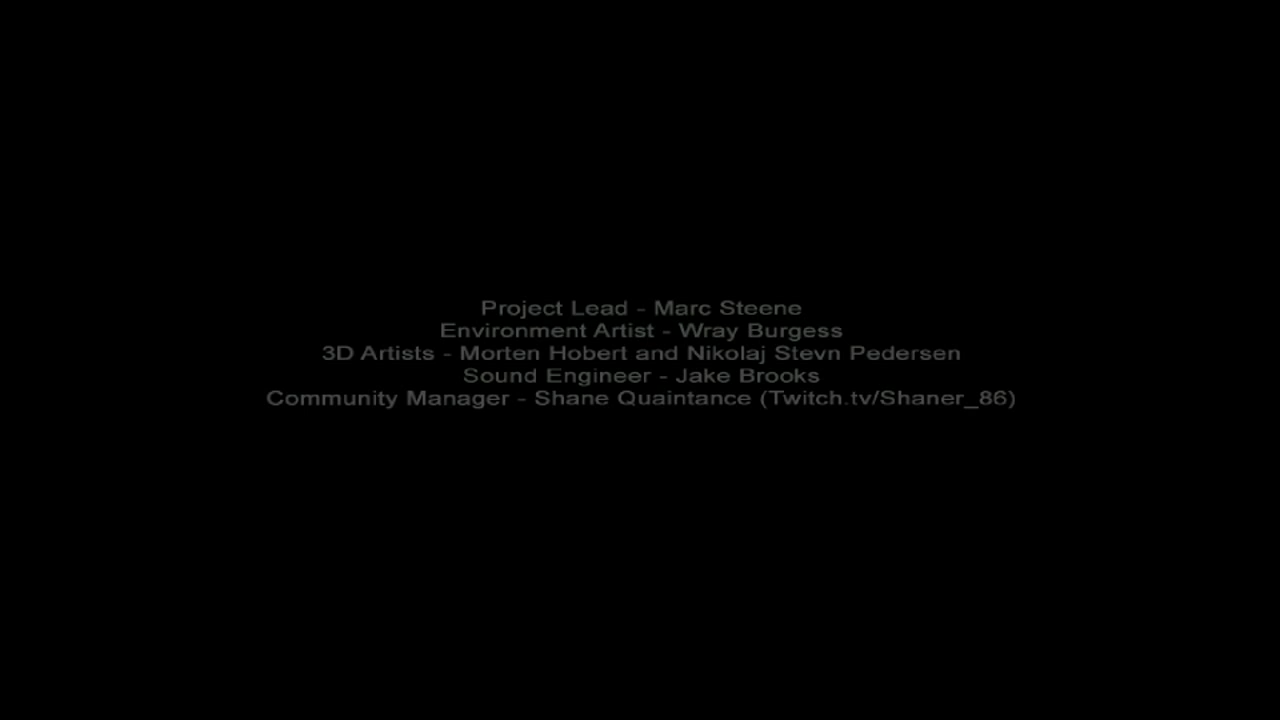 Project Lead - Marc Steene
Environment Artist - Wray Burgess
3D Artists - Morten Hobert and Nikolaj Stevn Pedersen
Sound Engineer - Jake Brooks
Community Manager - Shane Quaintance (Twitch.tv/Shaner_86)